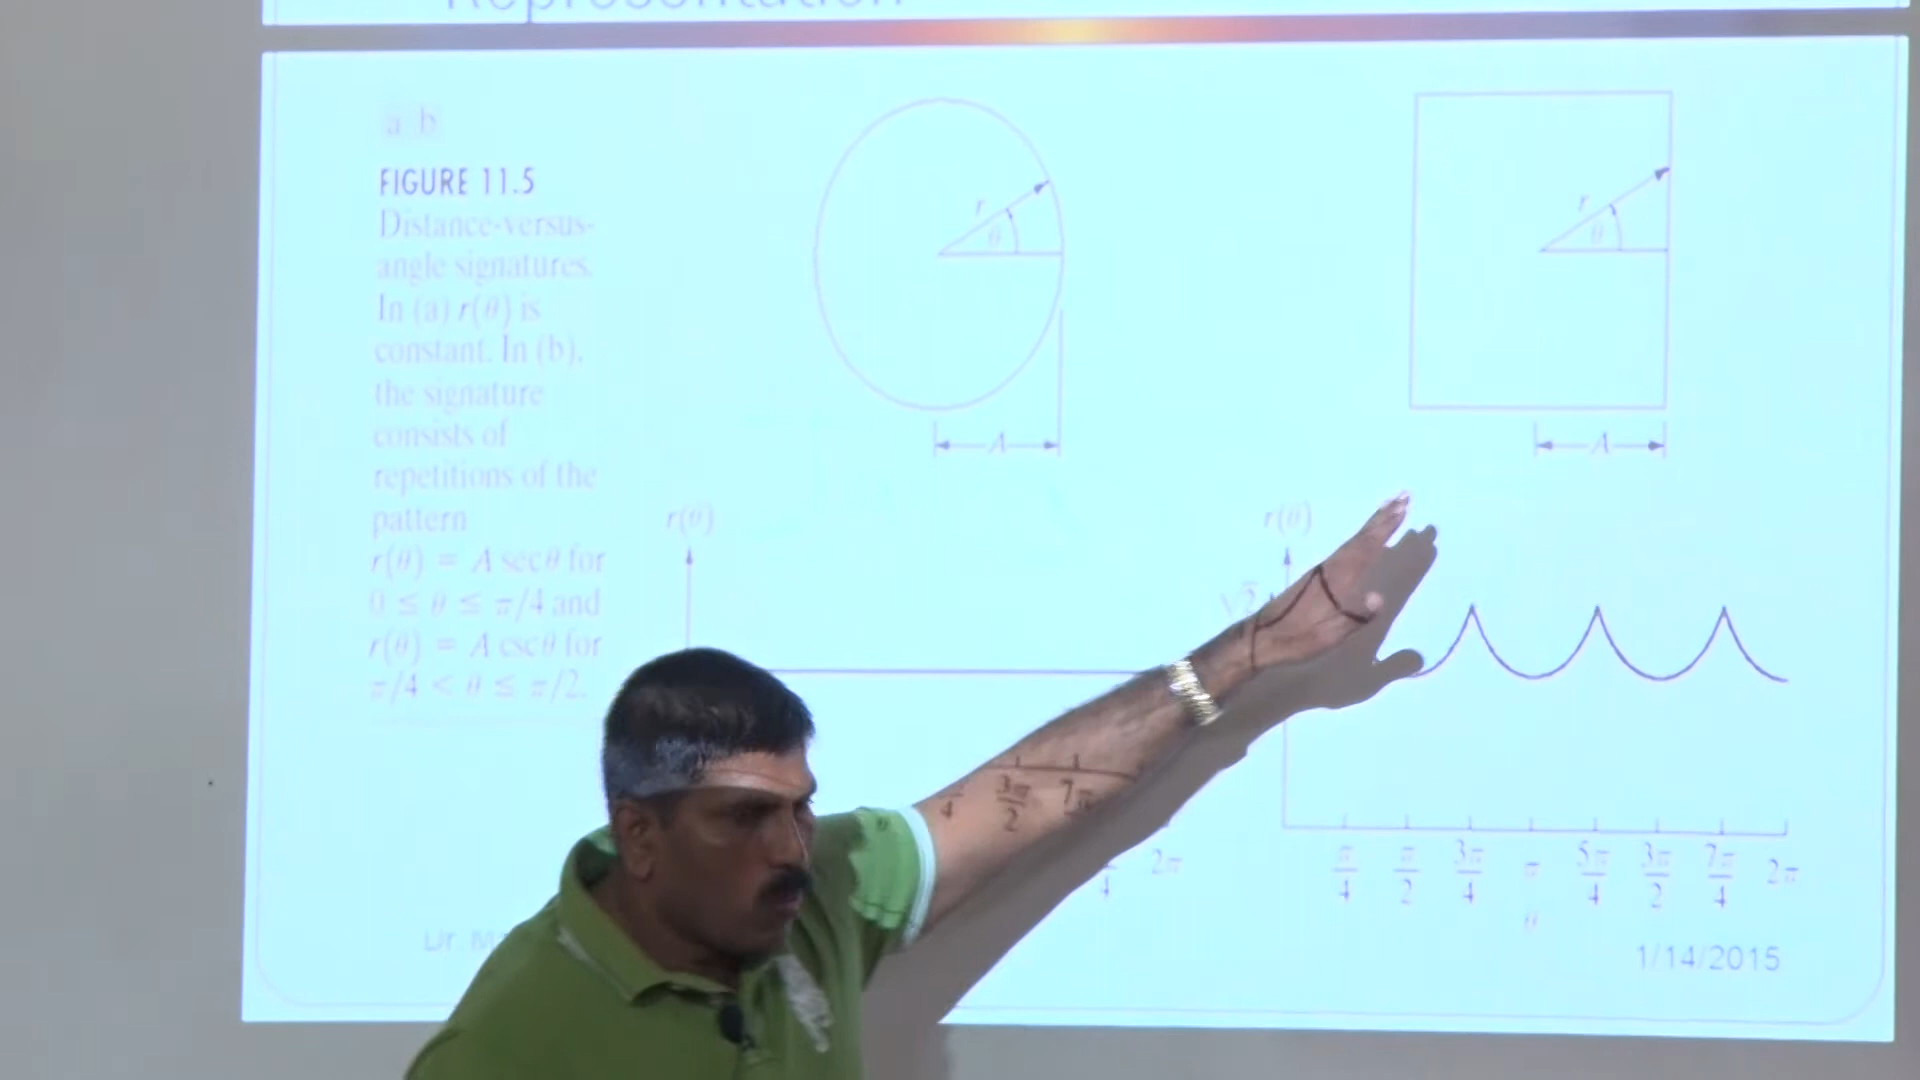 Representation
a b
FIGURE 11.5
Distance-versus-
angle signatures.
In (a) r(θ) is
constant. In (b),
the signature
consists of
repetitions of the
pattern
r(θ) = A secθ for
0 ≤ θ ≤ π/4 and
r(θ) = A cscθ for
π/4 < θ ≤ π/2.
r
θ
A
r(θ)
3π/2
2π
r
θ
A
r(θ)
π/4 π/2 3π/4 π 5π/4 3π/2 7π/4 2π
θ
Dr.
1/14/2015